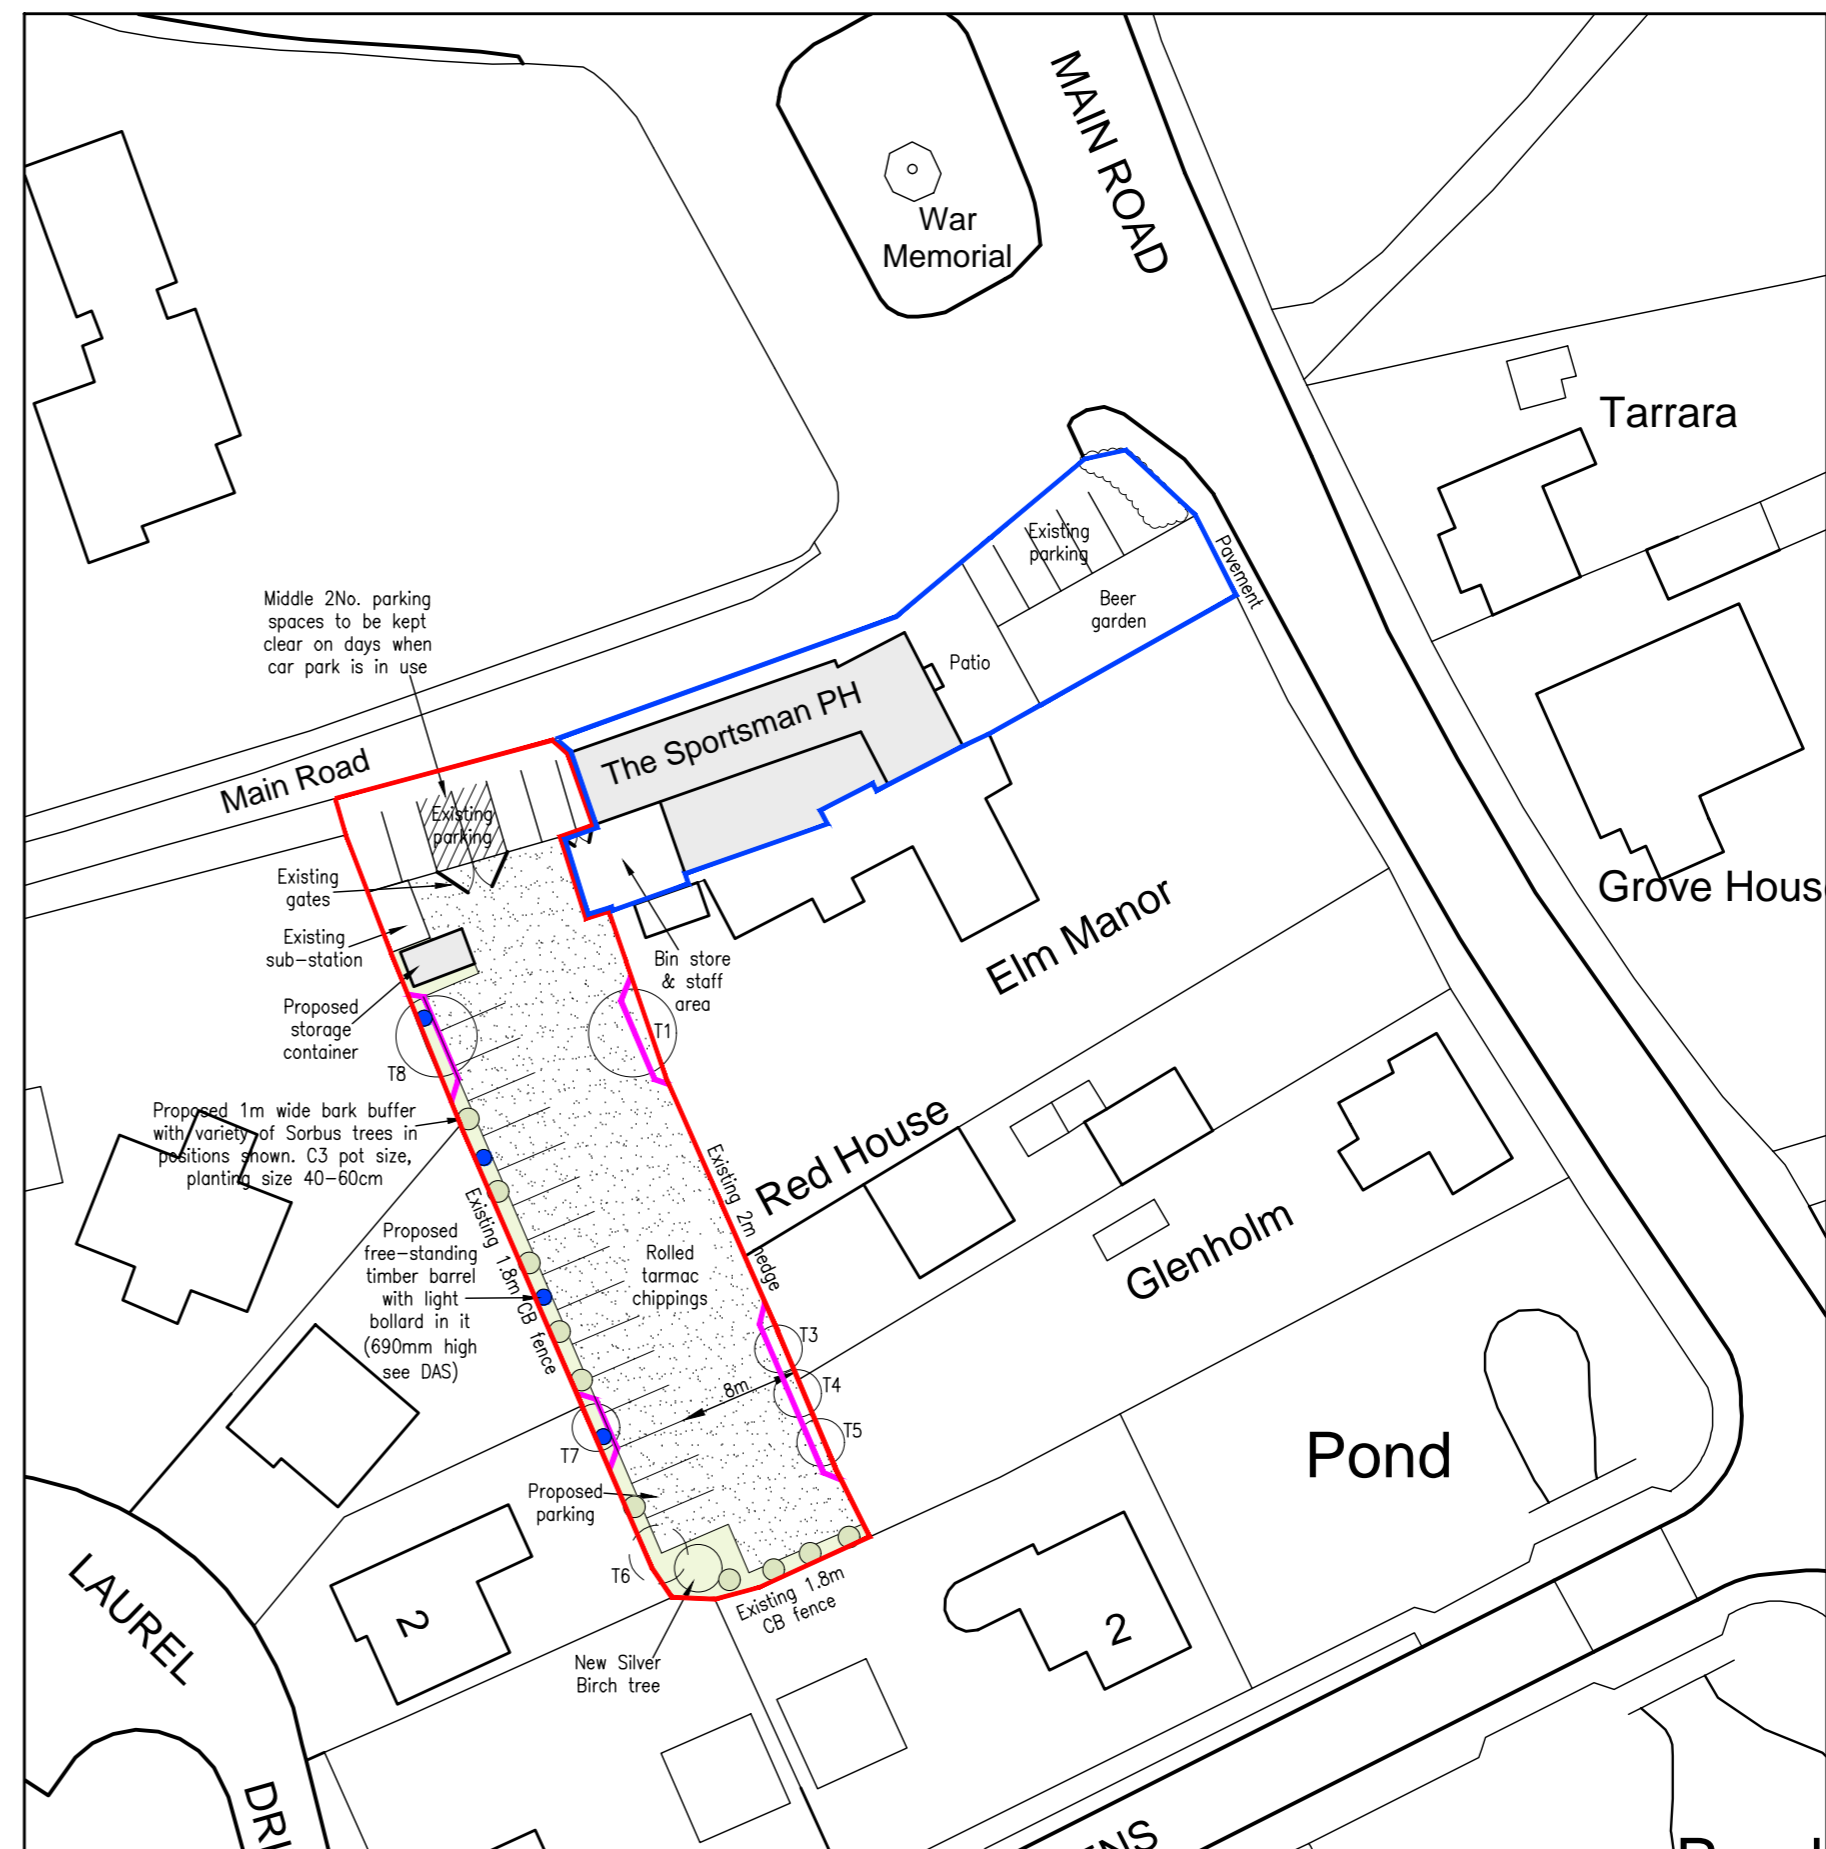 MAIN ROAD
War
Memorial
Tarrara
Existing
parking
Pavement
Beer
garden
Middle 2No. parking
spaces to be kept
clear on days when
car park is in use
Patio
The Sportsman PH
Main Road
Existing
parking
Existing
gates
Grove Hous
Existing
sub-station
Elm Manor
Bin store
& staff
area
Proposed
storage
container
T1
T8
Proposed 1m wide bark buffer
with variety of Sorbus trees in
positions shown. C3 pot size,
planting size 40-60cm
Red House
Existing 2m hedge
Existing 1.8m CB fence
Proposed
free-standing
timber barrel
with light
bollard in it
(690mm high
see DAS)
Rolled
tarmac
chippings
Glenholm
T3
8m
T4
T5
T7
Pond
Proposed
parking
T6
Existing 1.8m
CB fence
LAUREL
2
2
New Silver
Birch tree
DRI
ENS